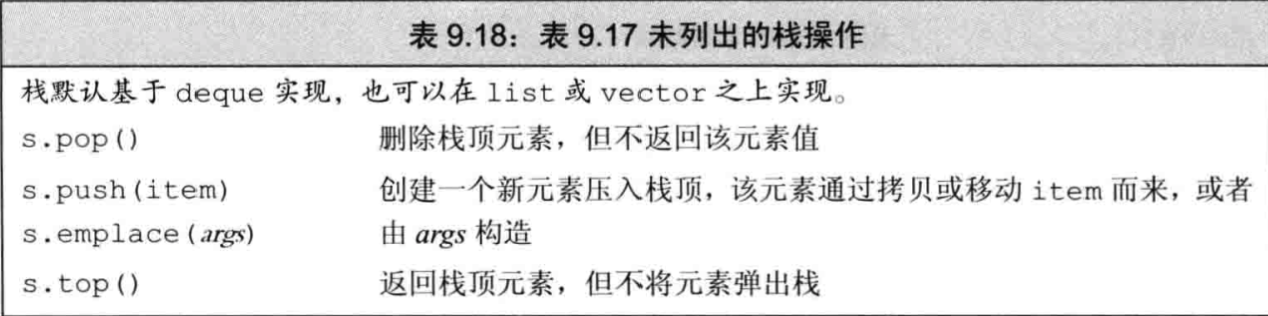 表 9.18：表 9.17 未列出的栈操作
栈默认基于 deque 实现，也可以在 list 或 vector 之上实现。
s.pop() 删除栈顶元素，但不返回该元素值
s.push(item) 创建一个新元素压入栈顶，该元素通过拷贝或移动 item 而来，或者
s.emplace(args) 由 args 构造
s.top() 返回栈顶元素，但不将元素弹出栈